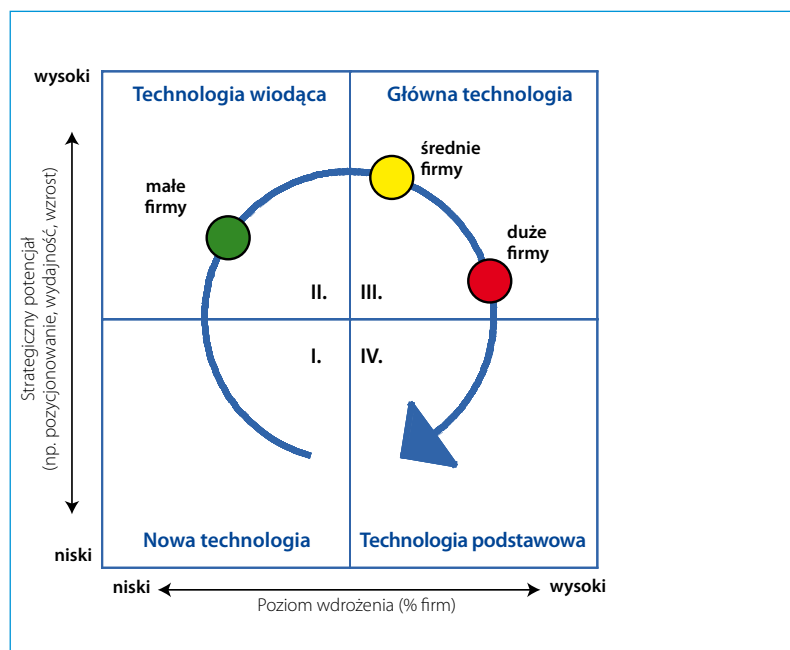 wysoki
Technologia wiodąca
Główna technologia
średnie
firmy
małe
firmy
duże
firmy
Strategiczny potencjał
(np. pozycjonowanie, wydajność, wzrost)
II.
III.
I.
IV.
Nowa technologia
Technologia podstawowa
niski
niski
wysoki
Poziom wdrożenia (% firm)